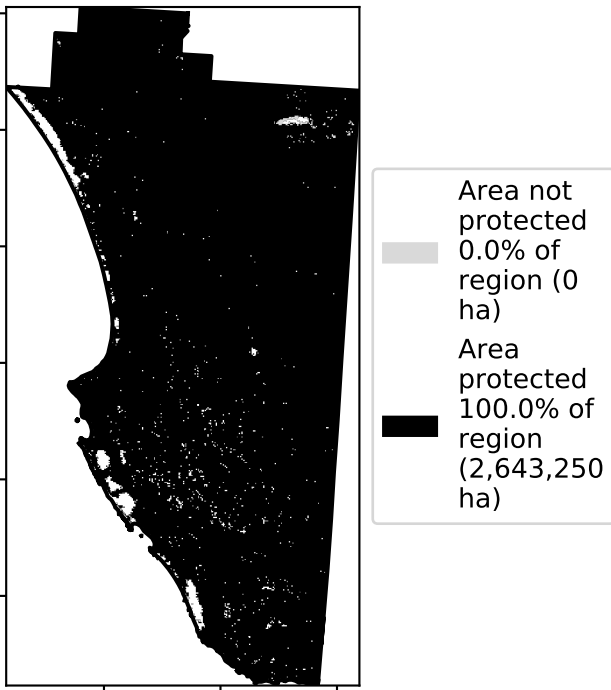 Area not
protected
0.0% of
region (0
ha)
Area
protected
100.0% of
region
(2,643,250
ha)